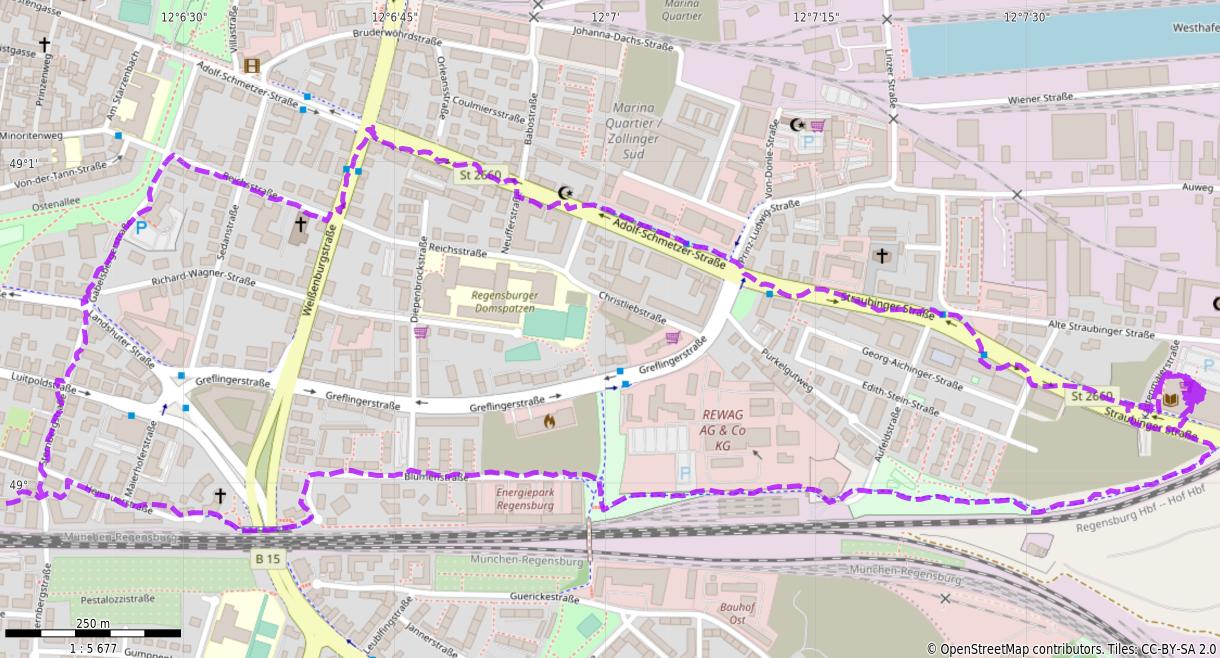 12°6'30"
12°6'45"
12°7'
12°7'15"
12°7'30"
Marina
Quartier
Westhafe
Villastraße
Bruderwöhrdstraße
Johanna-Dachs-Straße
Linzer Straße
Prinzenweg
Am Stärzenbach
Adolf-Schmetzer-Straße
Orleansstraße
Coulmiersstraße
Babostraße
Wiener Straße
Marina
Quartier /
Zollinger
Süd
Minoritenweg
Von-der-Tann-Straße
49°1'
St 2660
Reichsstraße
Von-Donle-Straße
P
Auweg
Ostenallee
P
Sedanstraße
Neufferstraße
Adolf-Schmetzer-Straße
Prinz-Ludwig-Straße
Weißenburgstraße
Reichsstraße
Diepenbrockstraße
Richard-Wagner-Straße
Regensburger
Domspatzen
Christliebstraße
Straubinger Straße
Alte Straubinger Straße
Landshuter Straße
Greflingerstraße
Purkelgutweg
Georg-Aichinger-Straße
Edith-Stein-Straße
P
Luitpoldstraße
Greflingerstraße
Greflingerstraße
Greflingerstraße
St 2660
Straubinger Straße
REWAG
AG & Co
KG
Aufeldstraße
Maierhoferstraße
P
49°
Blumenstraße
Energiepark
Regensburg
München-Regensburg
Regensburg Hbf -- Hof Hbf
B 15
München-Regensburg
München-Regensburg
Pestalozzistraße
Guerickestraße
Bauhof
Ost
250 m
1 : 5 677
Jannerstraße
© OpenStreetMap contributors. Tiles: CC-BY-SA 2.0